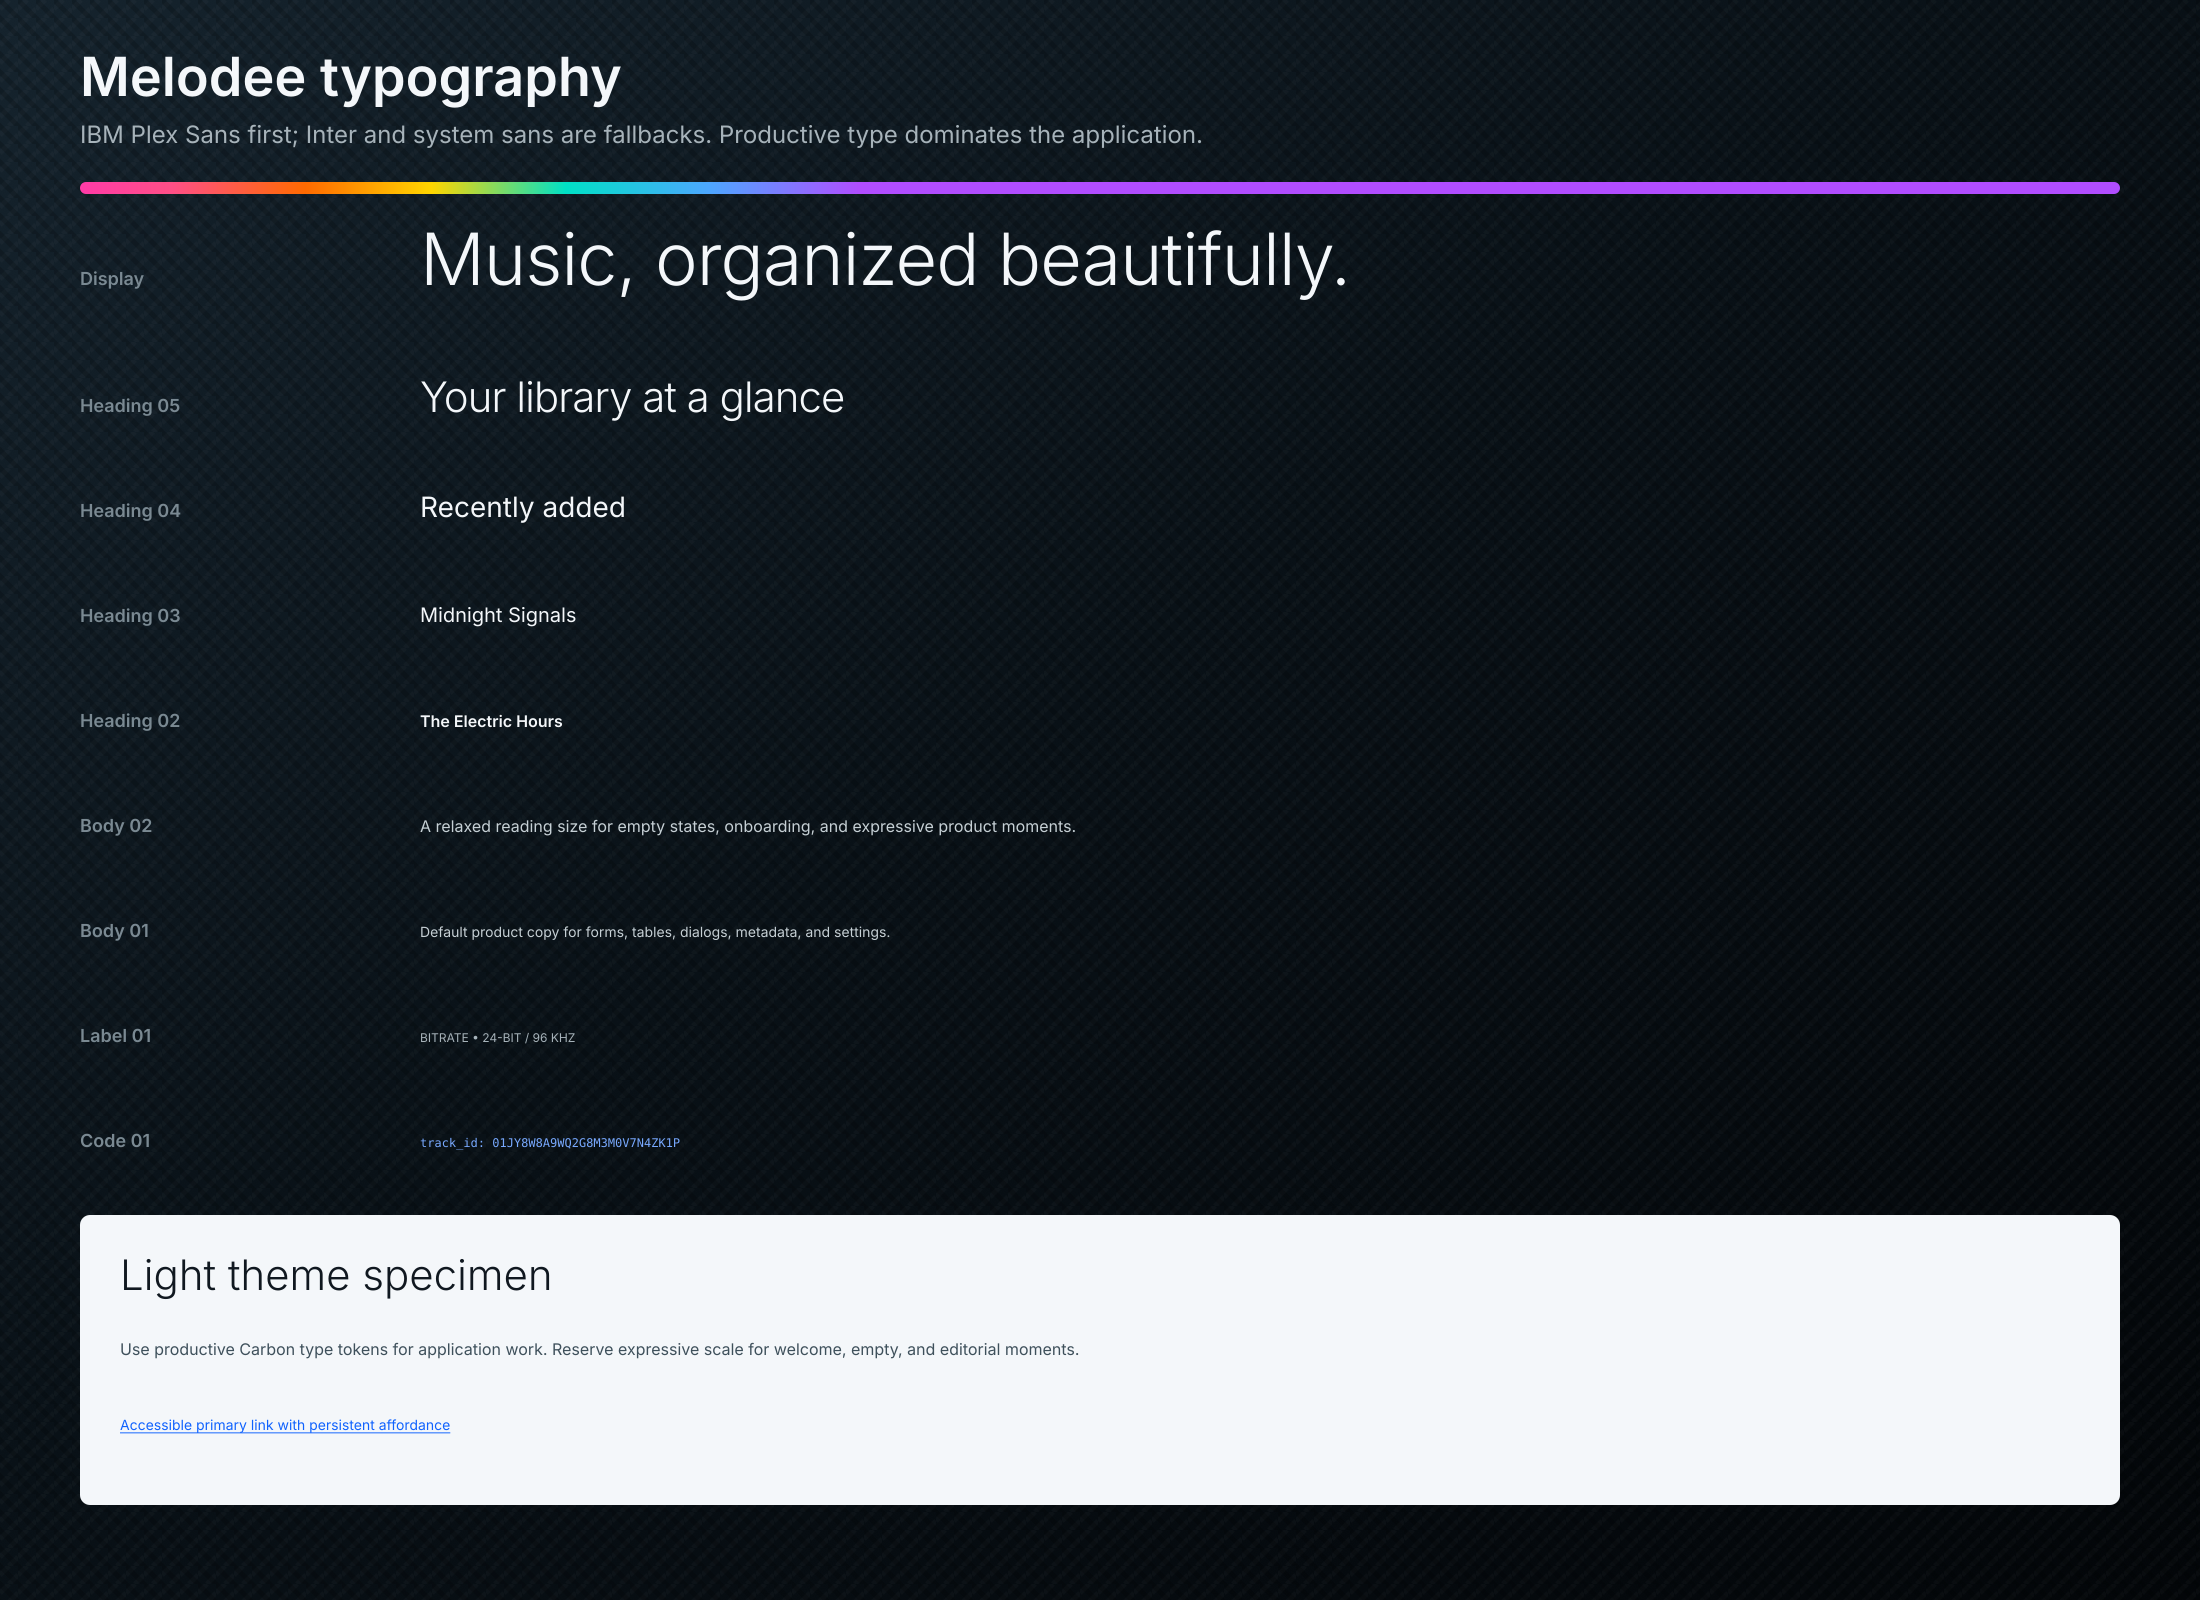 Melodee typography
IBM Plex Sans first; Inter and system sans are fallbacks. Productive type dominates the application.
Display
Music, organized beautifully.
Heading 05
Your library at a glance
Heading 04
Recently added
Heading 03
Midnight Signals
Heading 02
The Electric Hours
Body 02
A relaxed reading size for empty states, onboarding, and expressive product moments.
Body 01
Default product copy for forms, tables, dialogs, metadata, and settings.
Label 01
BITRATE • 24-BIT / 96 KHZ
Code 01
track_id: 01JY8W8A9WQ2G8M3M0V7N4ZK1P
Light theme specimen
Use productive Carbon type tokens for application work. Reserve expressive scale for welcome, empty, and editorial moments.
Accessible primary link with persistent affordance